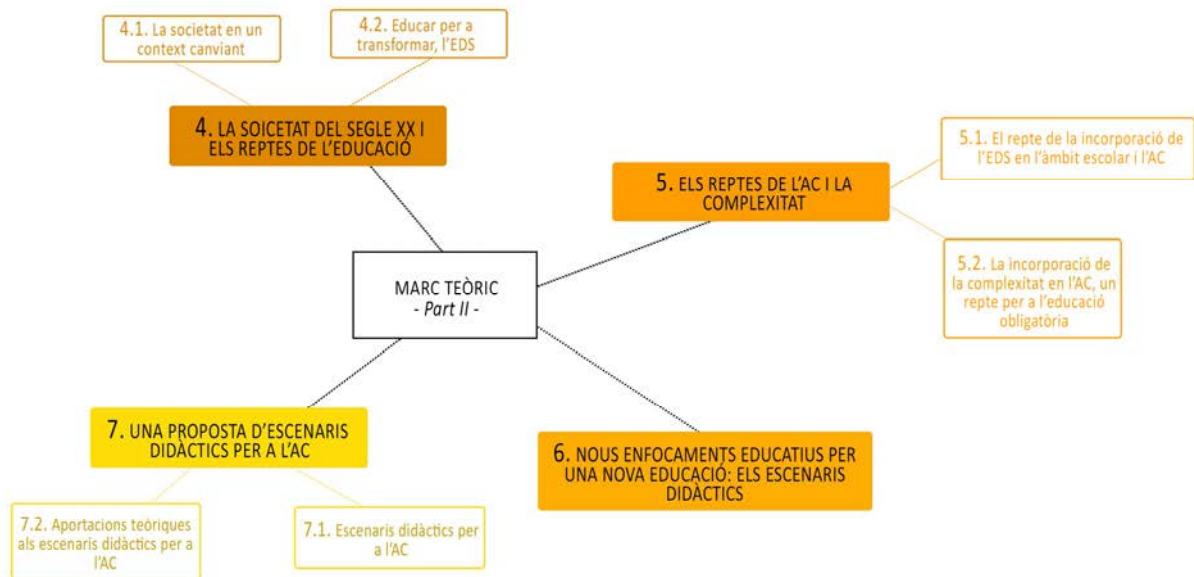 4.1. La societat en un
context canviant
4.2. Educar per a
transformar, l’EDS
4. LA SOICETAT DEL SEGLE XX I
ELS REPTES DE L’EDUCACIÓ
5. ELS REPTES DE L’AC I LA
COMPLEXITAT
5.1. El repte de la incorporació de
l’EDS en l’àmbit escolar i l’AC
5.2. La incorporació de
la complexitat en l’AC, un
repte per a l’educació
obligatòria
MARC TEÒRIC
- Part II -
6. NOUS ENFOCAMENTS EDUCATIUS PER
UNA NOVA EDUCACIÓ: ELS ESCENARIS
DIDÀCTICS
7. UNA PROPOSTA D’ESCENARIS
DIDÀCTICS PER A L’AC
7.2. Aportacions teòriques
als escenaris didàctics per a
l’AC
7.1. Escenaris didàctics per
a l’AC